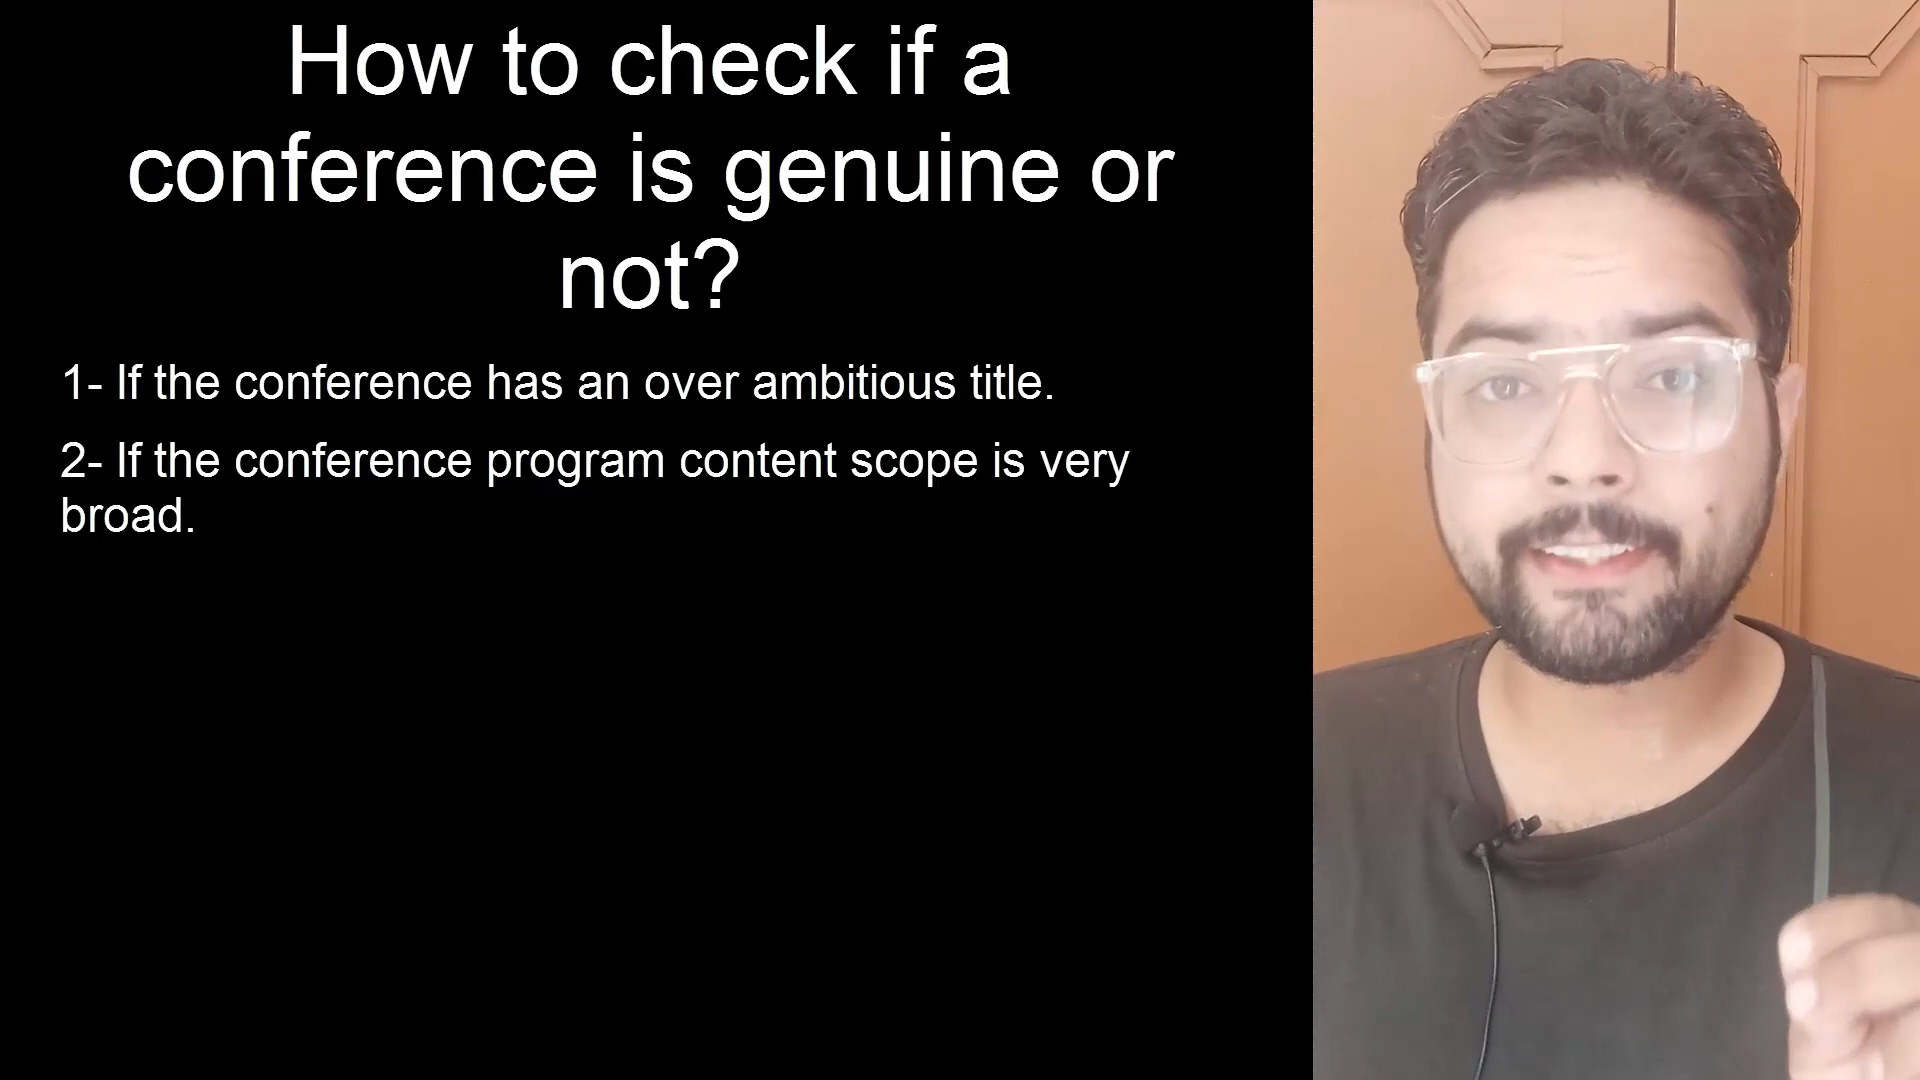 How to check if a
conference is genuine or
not?
1- If the conference has an over ambitious title.
2- If the conference program content scope is very
broad.